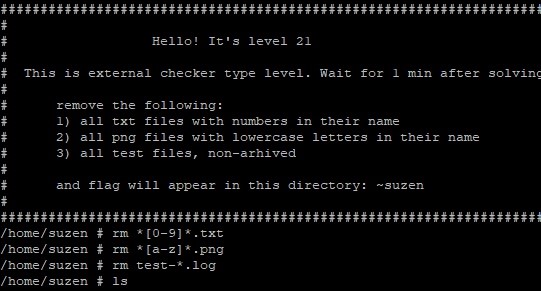 ####################################################################
#
# Hello! It's level 21
#
# This is external checker type level. Wait for 1 min after solving
#
# remove the following:
# 1) all txt files with numbers in their name
# 2) all png files with lowercase letters in their name
# 3) all test files, non-arhived
#
# and flag will appear in this directory: ~suzen
#
####################################################################
/home/suzen # rm *[0-9]*.txt
/home/suzen # rm *[a-z]*.png
/home/suzen # rm test-*.log
/home/suzen # ls